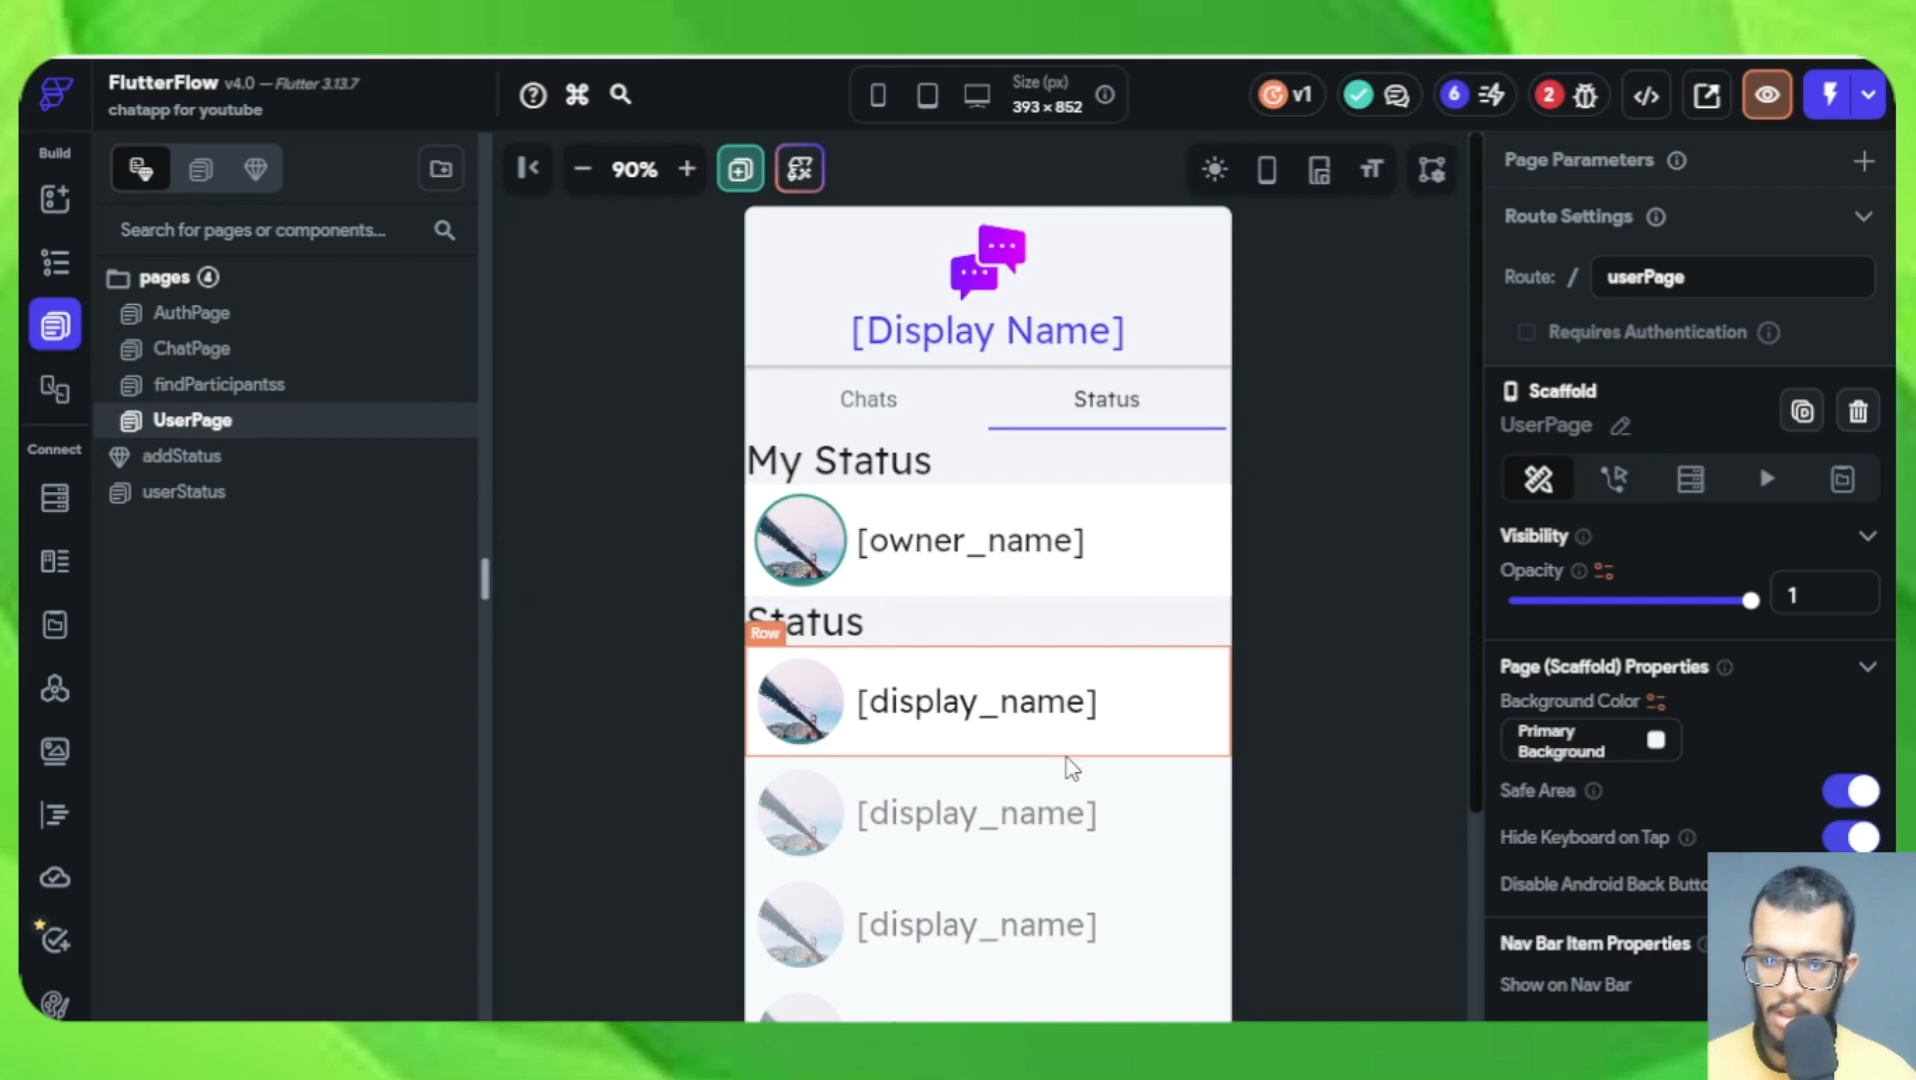 FlutterFlow v4.0 — Flutter 3.13.7
chatapp for youtube
Size (px)
393 × 852
v1
6
2
Build
90%
Search for pages or components...
pages 4
AuthPage
ChatPage
findParticipantss
UserPage
addStatus
userStatus
Connect
[Display Name]
Chats
Status
My Status
[owner_name]
Status
Row
[display_name]
[display_name]
[display_name]
Page Parameters
Route Settings
Route: / userPage
Requires Authentication
Scaffold
UserPage
Visibility
Opacity
1
Page (Scaffold) Properties
Background Color
Primary
Background
Safe Area
Hide Keyboard on Tap
Disable Android Back Butto
Nav Bar Item Properties
Show on Nav Bar